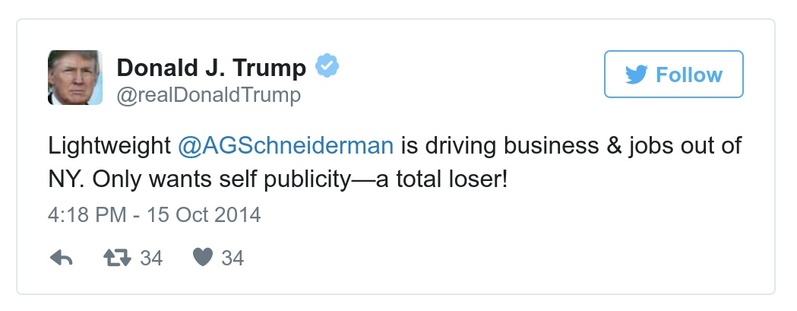 Donald J. Trump
@realDonaldTrump
Follow
Lightweight @AGSchneiderman is driving business & jobs out of
NY. Only wants self publicity—a total loser!
4:18 PM - 15 Oct 2014
34 34